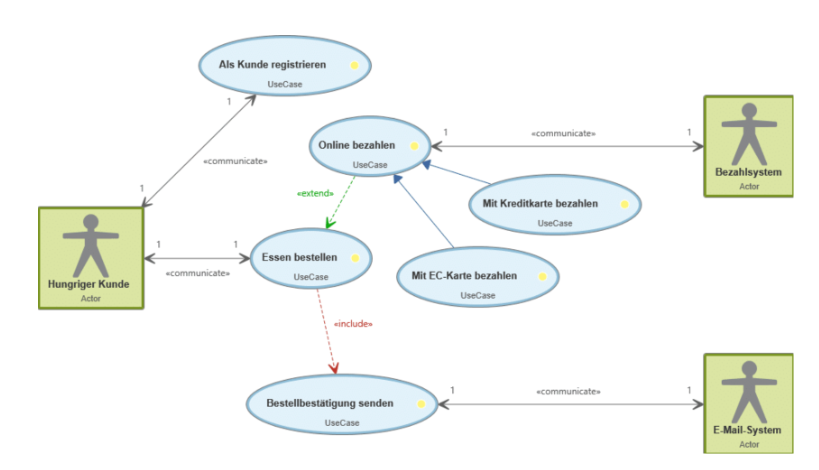 Als Kunde registrieren
UseCase
1
«communicate»
1
Online bezahlen
UseCase
1
«communicate»
1
Bezahlsystem
Actor
«extend»
Mit Kreditkarte bezahlen
UseCase
Hungriger Kunde
Actor
1
«communicate»
1
Essen bestellen
UseCase
Mit EC-Karte bezahlen
UseCase
«include»
Bestellbestätigung senden
UseCase
1
«communicate»
1
E-Mail-System
Actor